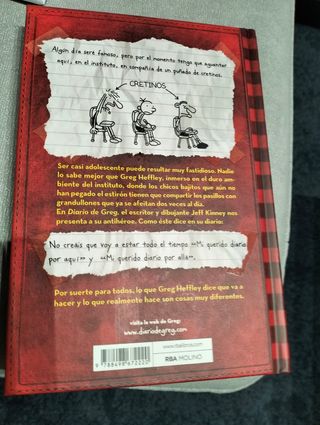 Algún día seré famoso, pero por el momento tengo que aguantar
aquí, en el instituto, en compañía de un puñado de cretinos.
CRETINOS
Ser casi adolescente puede resultar muy fastidioso. Nadie
lo sabe mejor que Greg Heffley, inmerso en el duro am-
biente del instituto, donde los chicos bajitos que aún no
han pegado el estirón tienen que compartir los pasillos con
grandullones que ya se afeitan dos veces al día.
En Diario de Greg, el escritor y dibujante Jeff Kinney nos
presenta a su antihéroe. Como éste dice en su diario:
No creáis que voy a estar todo el tiempo «Mi querido diario
por aquí» y «Mi querido diario por allá».
Por suerte para todos, lo que Greg Heffley dice que va a
hacer y lo que realmente hace son cosas muy diferentes.
visita la web de Greg:
www.diariodegreg.com
www.rbalibros.com
RBA MOLINO
9 788498 672220